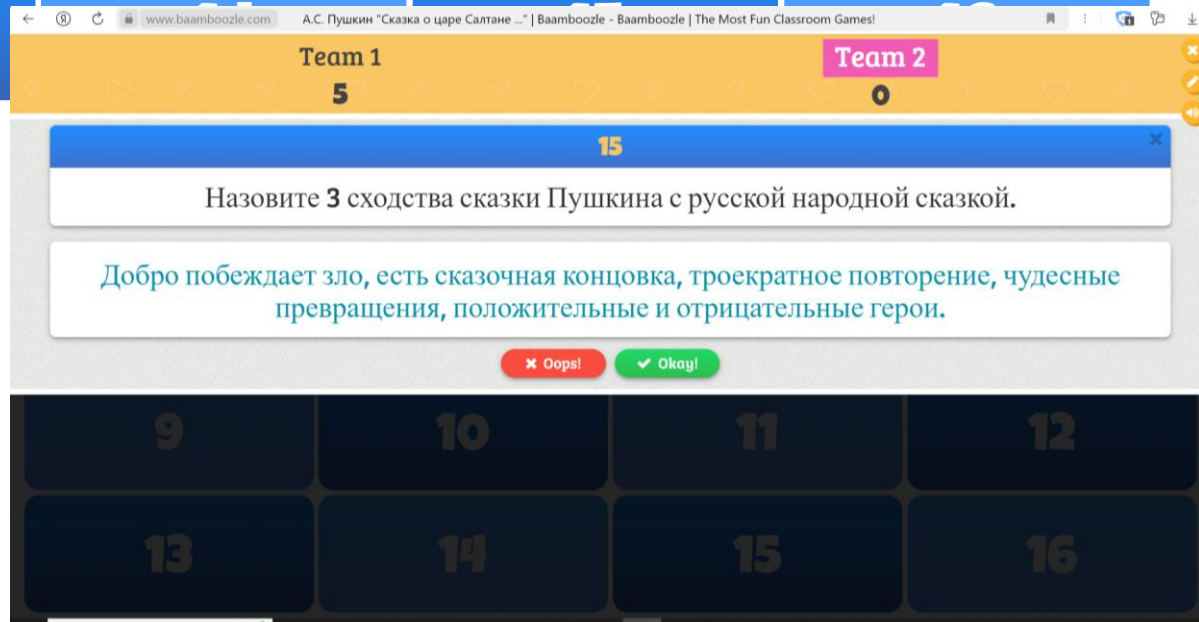 www.baamboozle.com А.С. Пушкин "Сказка о царе Салтане ..." | Baamboozle - Baamboozle | The Most Fun Classroom Games!
Team 1
Team 2
5
0
15
Назовите 3 сходства сказки Пушкина с русской народной сказкой.
Добро побеждает зло, есть сказочная концовка, троекратное повторение, чудесные
превращения, положительные и отрицательные герои.
Oops! Okay!
9 10 11 12
13 14 15 16